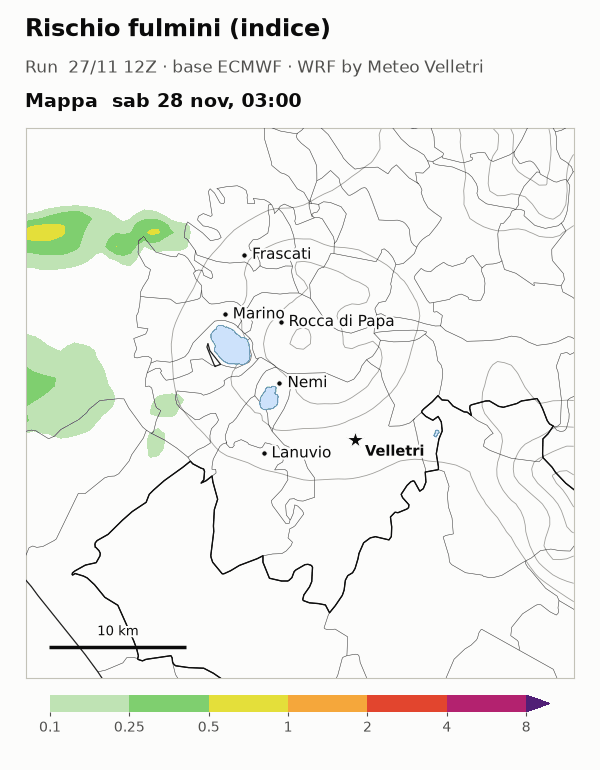 Rischio fulmini (indice)
Run 27/11 12Z · base ECMWF · WRF by Meteo Velletri
Mappa sab 28 nov, 03:00
Frascati
Marino
Rocca di Papa
Nemi
Velletri
Lanuvio
10 km
0.1 0.25 0.5 1 2 4 8